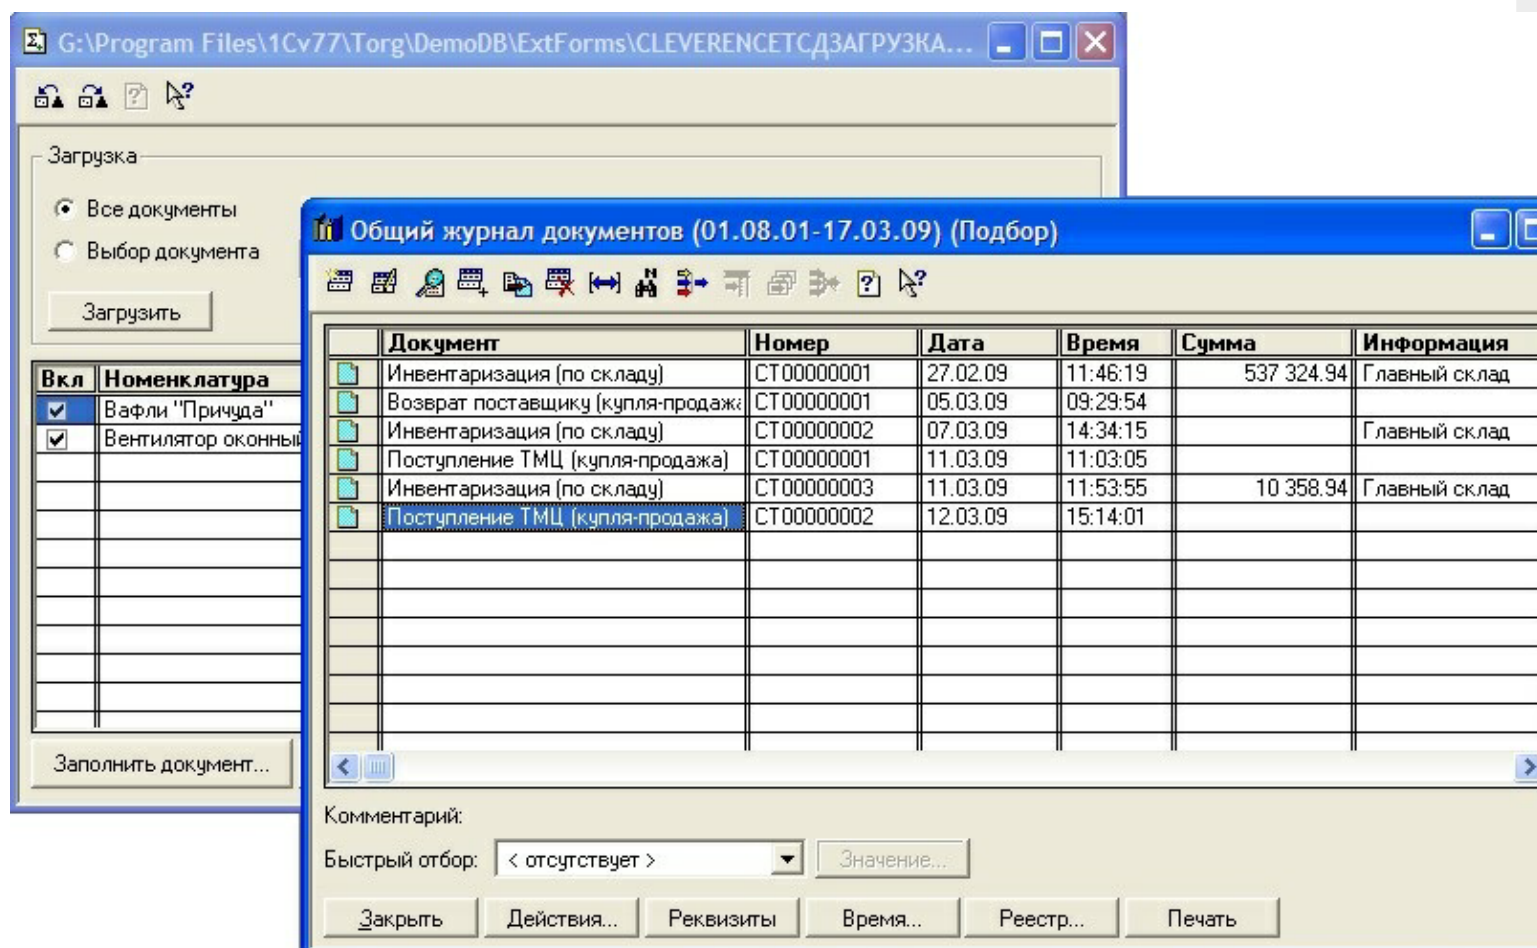 G:\Program Files\1Cv77\Torg\DemoDB\ExtForms\CLEVERENCEТСДЗАГРУЗКА...
Загрузка
Все документы
Выбор документа
Загрузить
Вкл Номенклатура
Вафли "Причуда"
Вентилятор оконный
Заполнить документ...
Общий журнал документов (01.08.01-17.03.09) (Подбор)
Документ Номер Дата Время Сумма Информация
Инвентаризация (по складу) СТ00000001 27.02.09 11:46:19 537 324.94 Главный склад
Возврат поставщику (купля-продажа СТ00000001 05.03.09 09:29:54
Инвентаризация (по складу) СТ00000002 07.03.09 14:34:15 Главный склад
Поступление ТМЦ (купля-продажа) СТ00000001 11.03.09 11:03:05
Инвентаризация (по складу) СТ00000003 11.03.09 11:53:55 10 358.94 Главный склад
Поступление ТМЦ (купля-продажа) СТ00000002 12.03.09 15:14:01
Комментарий:
Быстрый отбор: < отсутствует > Значение...
Закрыть Действия... Реквизиты Время... Реестр... Печать